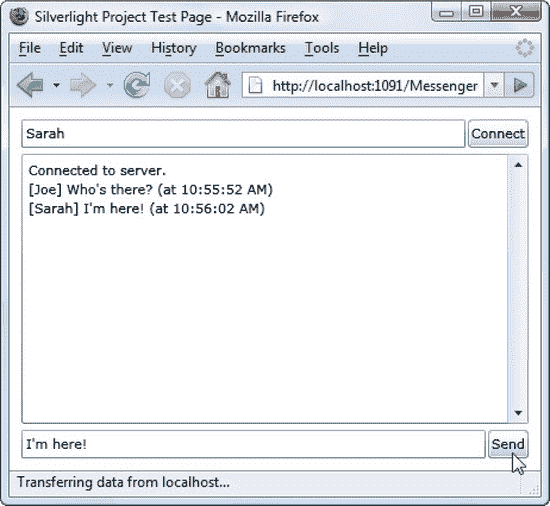 Silverlight Project Test Page - Mozilla Firefox
File Edit View History Bookmarks Tools Help
http://localhost:1091/Messenger
Sarah Connect
Connected to server.
[Joe] Who's there? (at 10:55:52 AM)
[Sarah] I'm here! (at 10:56:02 AM)
I'm here! Send
Transferring data from localhost...